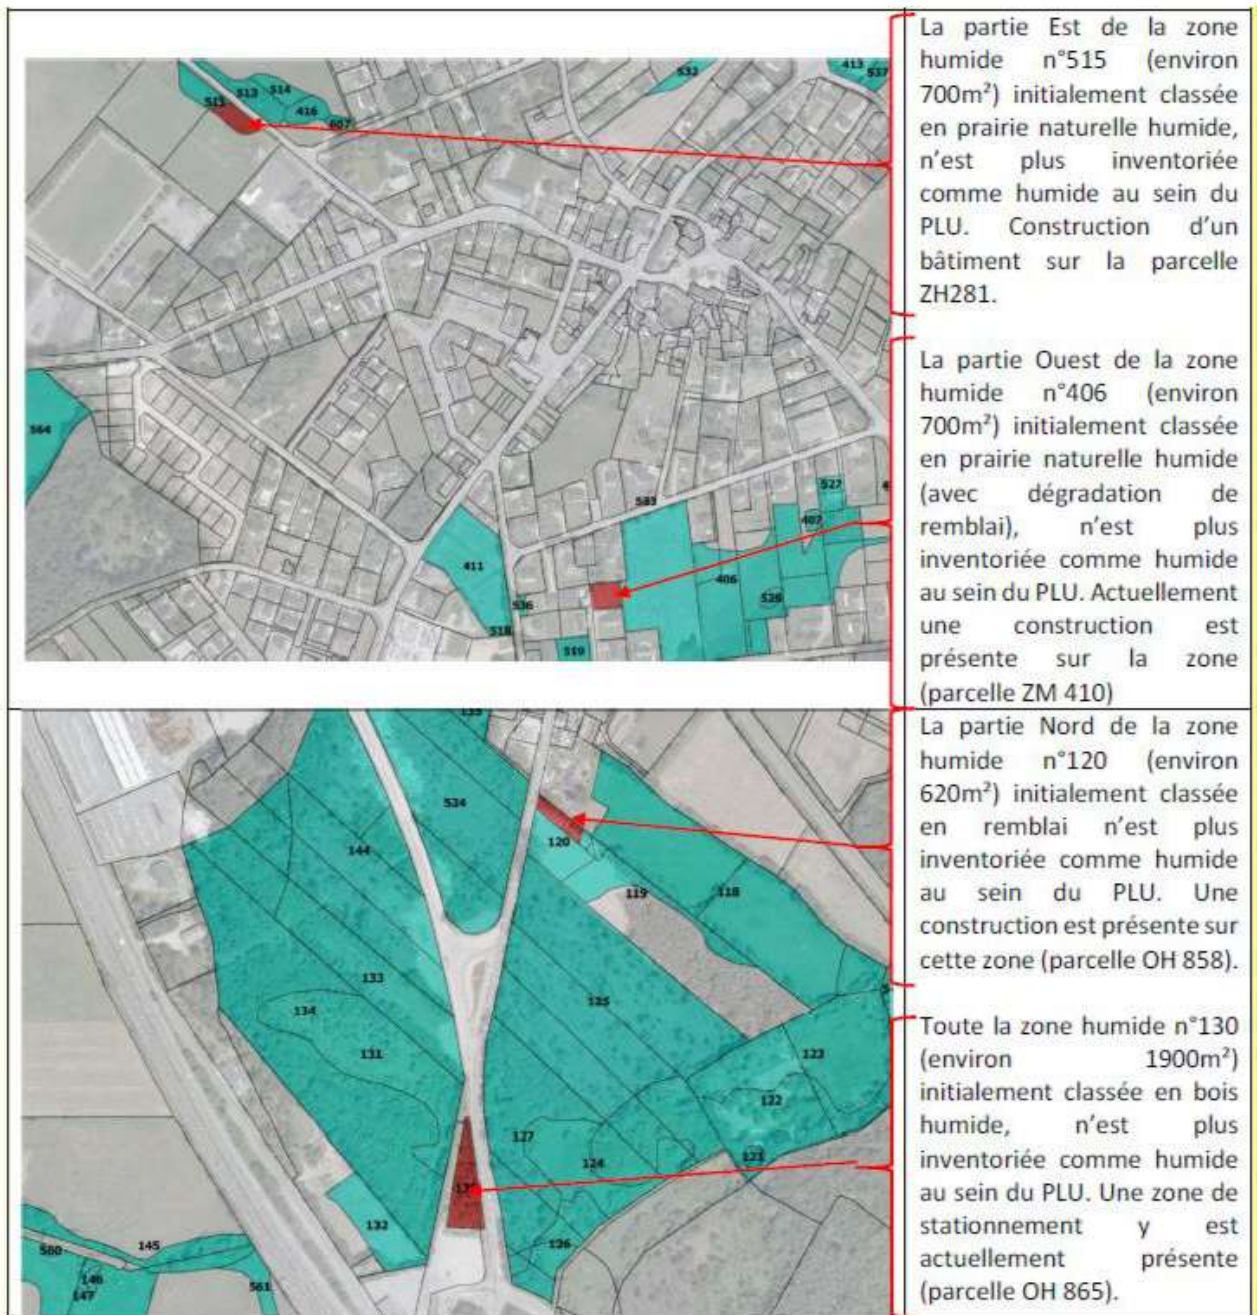 La partie Est de la zone
humide n°515 (environ
700m²) initialement classée
en prairie naturelle humide,
n'est plus inventoriée
comme humide au sein du
PLU. Construction d'un
bâtiment sur la parcelle
ZH281.
La partie Ouest de la zone
humide n°406 (environ
700m²) initialement classée
en prairie naturelle humide
(avec dégradation de
remblai), n'est plus
inventoriée comme humide
au sein du PLU. Actuellement
une construction est
présente sur la zone
(parcelle ZM 410)
La partie Nord de la zone
humide n°120 (environ
620m²) initialement classée
en remblai n'est plus
inventoriée comme humide
au sein du PLU. Une
construction est présente sur
cette zone (parcelle OH 858).
Toute la zone humide n°130
(environ 1900m²)
initialement classée en bois
humide, n'est plus
inventoriée comme humide
au sein du PLU. Une zone de
stationnement y est
actuellement présente
(parcelle OH 865).
513
514
416
532
413
537
564
583
527
407
411
406
536
518
519
534
144
120
119
118
133
125
134
131
123
122
121
127
124
132
126
145
560
146
147
561